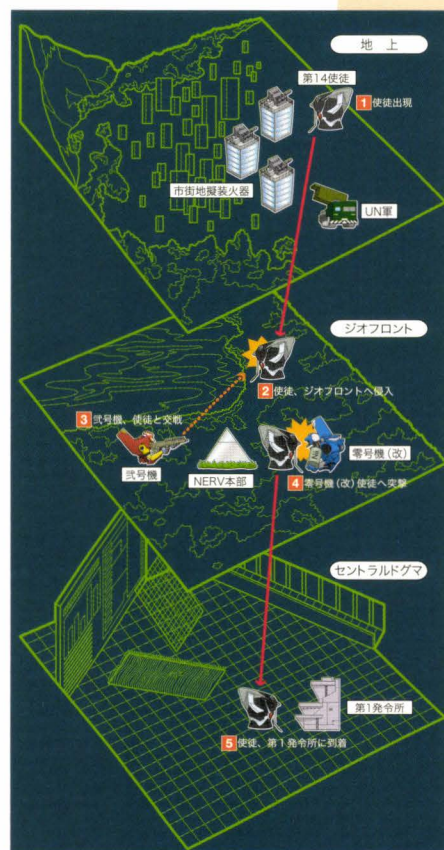 地上
第14使徒
1 使徒出現
市街地擬装火器
UN軍
ジオフロント
2 使徒、ジオフロントへ侵入
3 弐号機、使徒と交戦
弐号機
NERV本部
零号機(改)
4 零号機(改)使徒へ突撃
セントラルドグマ
第1発令所
5 使徒、第1発令所に到着